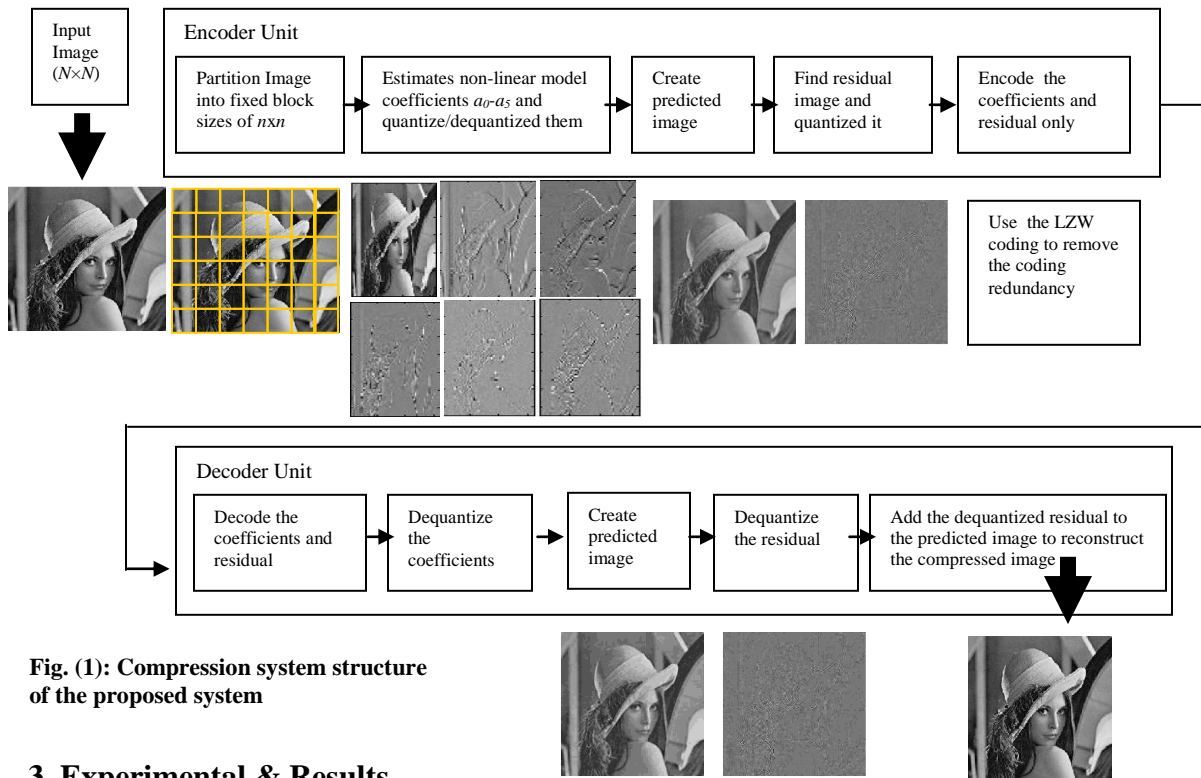 Input
Image
(N×N)
Encoder Unit
Partition Image
into fixed block
sizes of nxn
Estimates non-linear model
coefficients a0-a5 and
quantize/dequantized them
Create
predicted
image
Find residual
image and
quantized it
Encode the
coefficients and
residual only
Use the LZW
coding to remove
the coding
redundancy
Decoder Unit
Decode the
coefficients and
residual
Dequantize
the
coefficients
Create
predicted
image
Dequantize
the residual
Add the dequantized residual to
the predicted image to reconstruct
the compressed image
Fig. (1): Compression system structure
of the proposed system
3. Experimental & Results